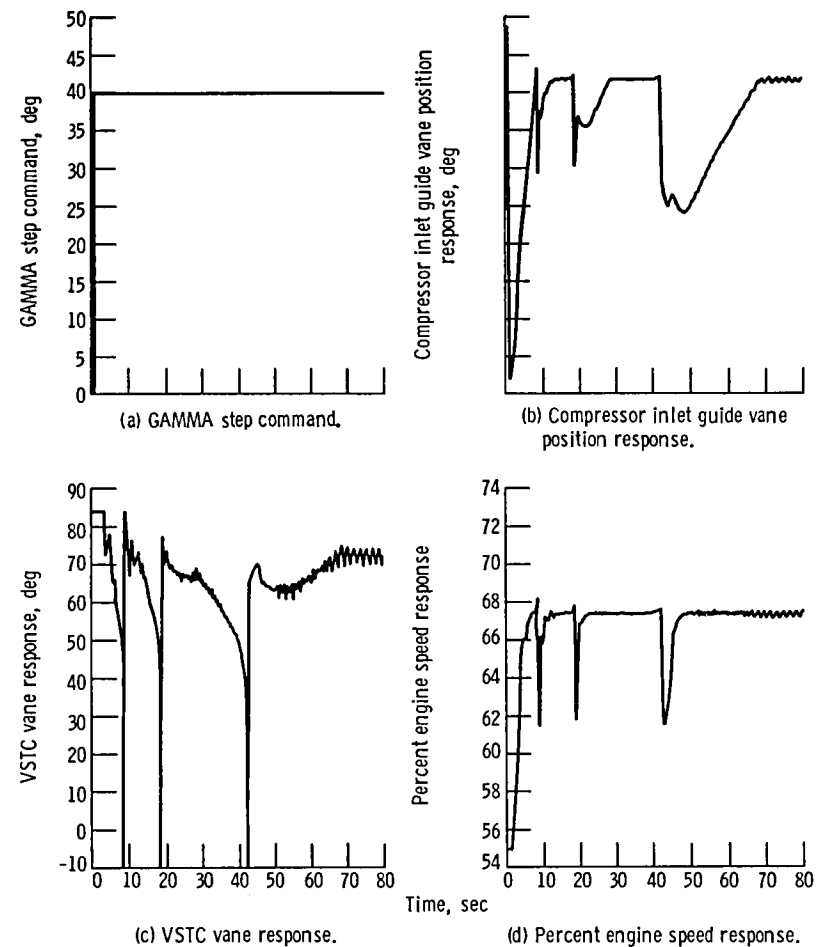 GAMMA step command, deg
50
45
40
35
30
25
20
15
10
5
0
(a) GAMMA step command.
Compressor inlet guide vane position
response, deg
(b) Compressor inlet guide vane
position response.
VSTC vane response, deg
90
80
70
60
50
40
30
20
10
0
-10
0 10 20 30 40 50 60 70 80
(c) VSTC vane response.
Percent engine speed response
74
72
70
68
66
64
62
60
58
56
54
0 10 20 30 40 50 60 70 80
Time, sec
(d) Percent engine speed response.